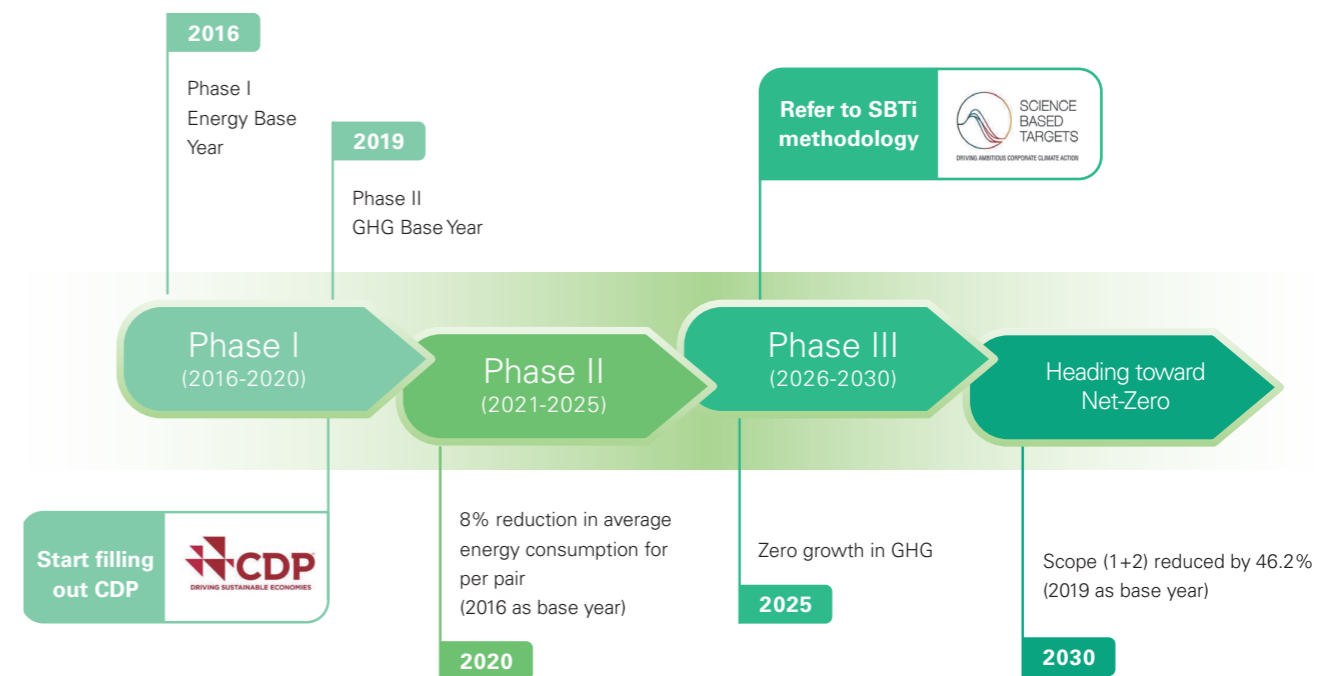 2016
Phase I
Energy Base
Year
2019
Phase II
GHG Base Year
Refer to SBTi
methodology
SCIENCE
BASED
TARGETS
DRIVING AMBITIOUS CORPORATE CLIMATE ACTION
Phase I
(2016-2020)
Phase II
(2021-2025)
Phase III
(2026-2030)
Heading toward
Net-Zero
Start filling
out CDP
CDP
DRIVING SUSTAINABLE ECONOMIES
8% reduction in average
energy consumption for
per pair
(2016 as base year)
2020
Zero growth in GHG
2025
Scope (1+2) reduced by 46.2%
(2019 as base year)
2030